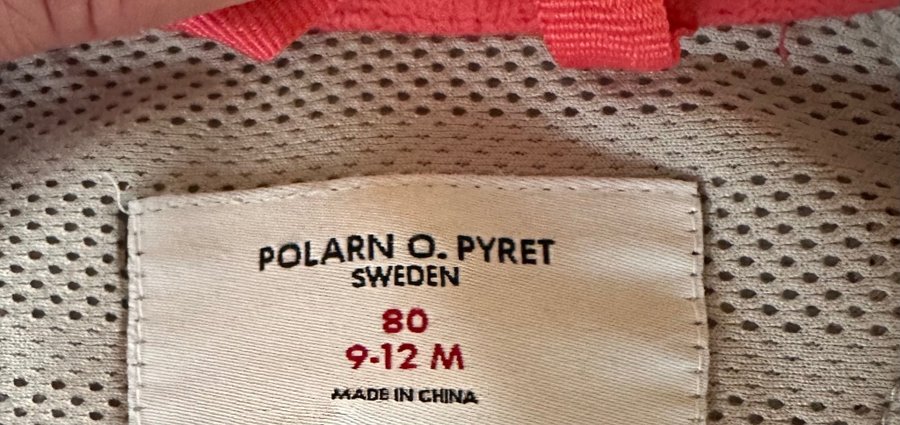 POLARN O. PYRET
SWEDEN
80
9-12 M
MADE IN CHINA